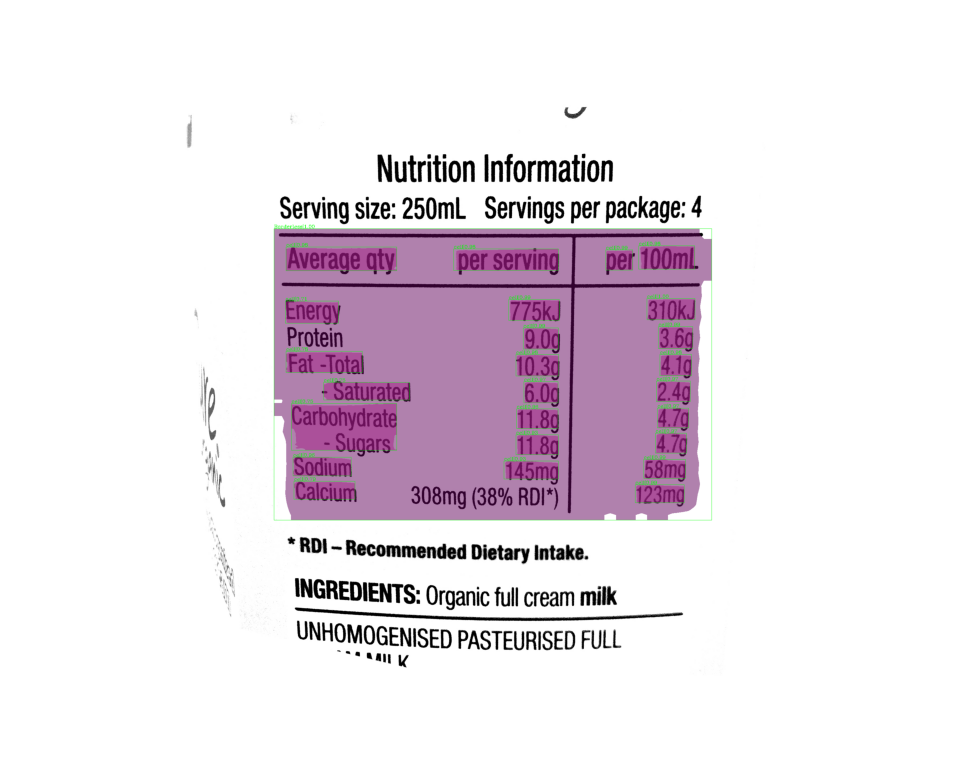 Nutrition Information
Serving size: 250mL Servings per package: 4
Average qty per serving per 100mL
Energy 775kJ 310kJ
Protein 9.0g 3.6g
Fat -Total 10.3g 4.1g
- Saturated 6.0g 2.4g
Carbohydrate 11.8g 4.7g
- Sugars 11.8g 4.7g
Sodium 145mg 58mg
Calcium 308mg (38% RDI*) 123mg
* RDI – Recommended Dietary Intake.
INGREDIENTS: Organic full cream milk
UNHOMOGENISED PASTEURISED FULL
MILK